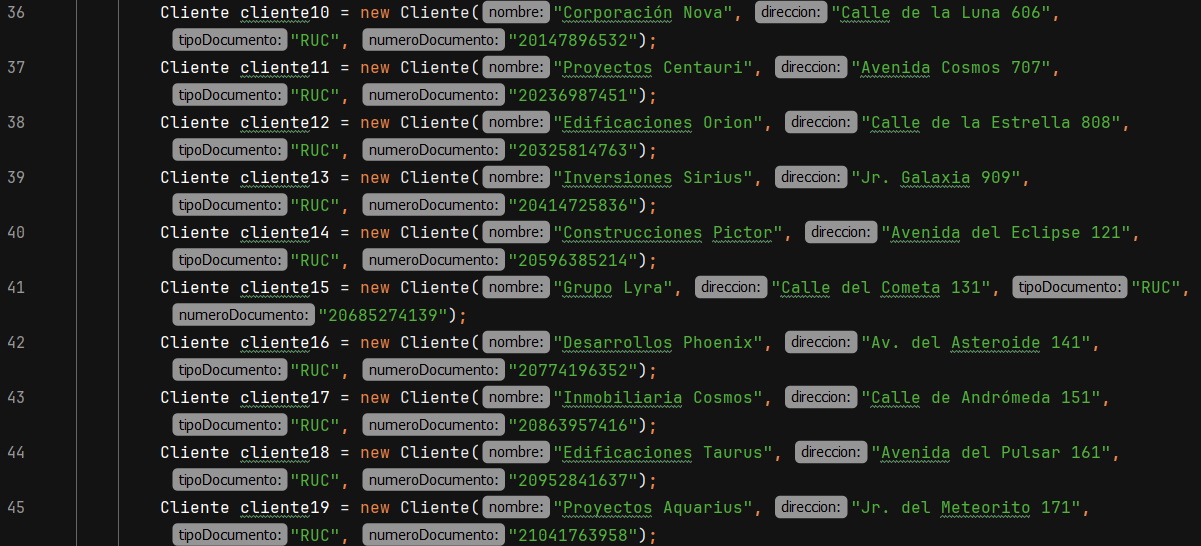 36 Cliente cliente10 = new Cliente( nombre: "Corporación Nova", direccion: "Calle de la Luna 606",
tipoDocumento: "RUC", numeroDocumento: "20147896532");
37 Cliente cliente11 = new Cliente( nombre: "Proyectos Centauri", direccion: "Avenida Cosmos 707",
tipoDocumento: "RUC", numeroDocumento: "20236987451");
38 Cliente cliente12 = new Cliente( nombre: "Edificaciones Orion", direccion: "Calle de la Estrella 808",
tipoDocumento: "RUC", numeroDocumento: "20325814763");
39 Cliente cliente13 = new Cliente( nombre: "Inversiones Sirius", direccion: "Jr. Galaxia 909",
tipoDocumento: "RUC", numeroDocumento: "20414725836");
40 Cliente cliente14 = new Cliente( nombre: "Construcciones Pictor", direccion: "Avenida del Eclipse 121",
tipoDocumento: "RUC", numeroDocumento: "20596385214");
41 Cliente cliente15 = new Cliente( nombre: "Grupo Lyra", direccion: "Calle del Cometa 131", tipoDocumento: "RUC",
numeroDocumento: "20685274139");
42 Cliente cliente16 = new Cliente( nombre: "Desarrollos Phoenix", direccion: "Av. del Asteroide 141",
tipoDocumento: "RUC", numeroDocumento: "20774196352");
43 Cliente cliente17 = new Cliente( nombre: "Inmobiliaria Cosmos", direccion: "Calle de Andrómeda 151",
tipoDocumento: "RUC", numeroDocumento: "20863957416");
44 Cliente cliente18 = new Cliente( nombre: "Edificaciones Taurus", direccion: "Avenida del Pulsar 161",
tipoDocumento: "RUC", numeroDocumento: "20952841637");
45 Cliente cliente19 = new Cliente( nombre: "Proyectos Aquarius", direccion: "Jr. del Meteorito 171",
tipoDocumento: "RUC", numeroDocumento: "21041763958");